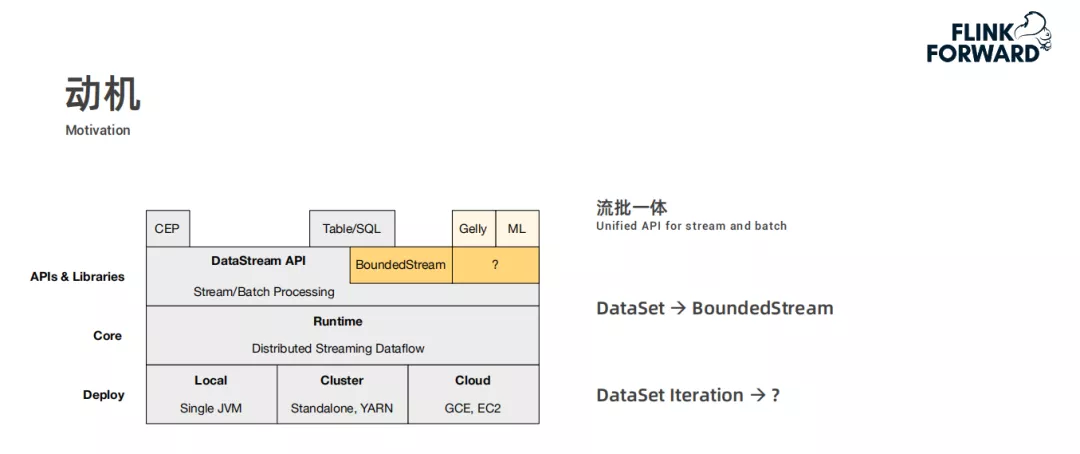 FLINK
FORWARD
动机
Motivation
CEP
Table/SQL
Gelly
ML
APIs & Libraries
DataStream API
BoundedStream
?
Stream/Batch Processing
Core
Runtime
Distributed Streaming Dataflow
Deploy
Local
Single JVM
Cluster
Standalone, YARN
Cloud
GCE, EC2
流批一体
Unified API for stream and batch
DataSet → BoundedStream
DataSet Iteration → ?